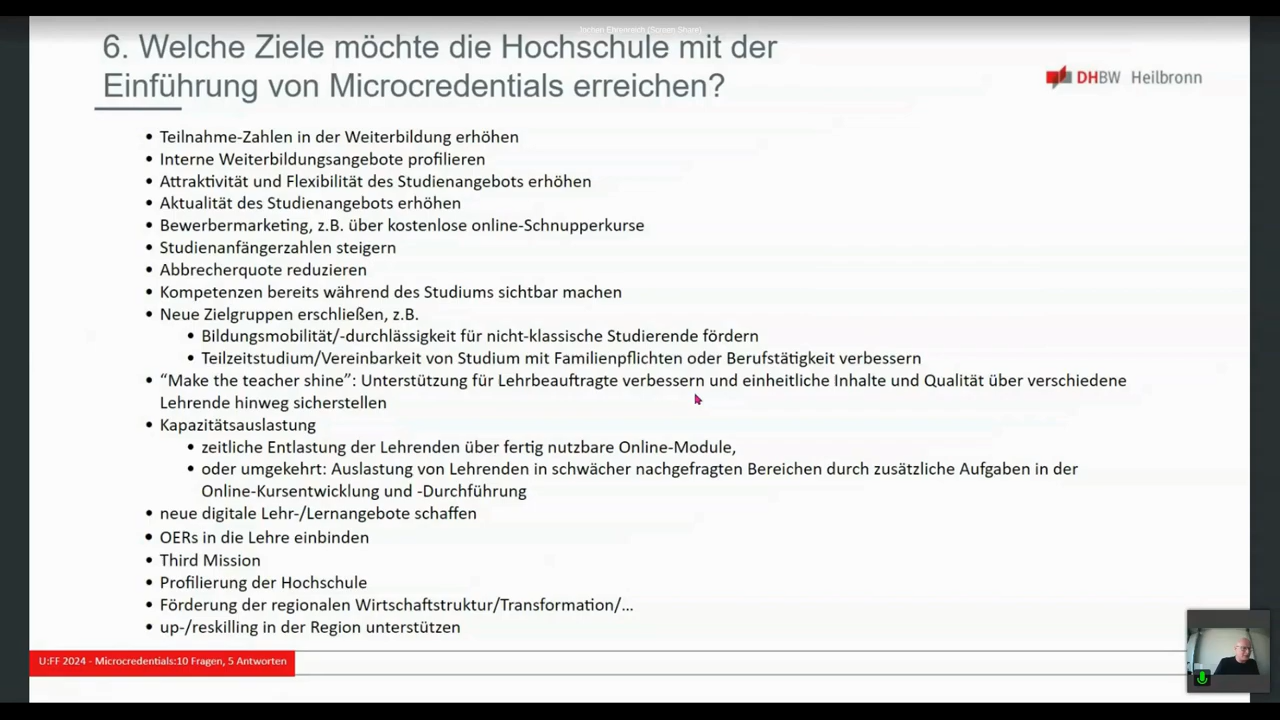 Jochen Ehrenreich (Screen Share)
6. Welche Ziele möchte die Hochschule mit der
Einführung von Microcredentials erreichen?
DHBW Heilbronn
• Teilnahme-Zahlen in der Weiterbildung erhöhen
• Interne Weiterbildungsangebote profilieren
• Attraktivität und Flexibilität des Studienangebots erhöhen
• Aktualität des Studienangebots erhöhen
• Bewerbermarketing, z.B. über kostenlose online-Schnupperkurse
• Studienanfängerzahlen steigern
• Abbrecherquote reduzieren
• Kompetenzen bereits während des Studiums sichtbar machen
• Neue Zielgruppen erschließen, z.B.
• Bildungsmobilität/-durchlässigkeit für nicht-klassische Studierende fördern
• Teilzeitstudium/Vereinbarkeit von Studium mit Familienpflichten oder Berufstätigkeit verbessern
• “Make the teacher shine”: Unterstützung für Lehrbeauftragte verbessern und einheitliche Inhalte und Qualität über verschiedene
Lehrende hinweg sicherstellen
• Kapazitätsauslastung
• zeitliche Entlastung der Lehrenden über fertig nutzbare Online-Module,
• oder umgekehrt: Auslastung von Lehrenden in schwächer nachgefragten Bereichen durch zusätzliche Aufgaben in der
Online-Kursentwicklung und -Durchführung
• neue digitale Lehr-/Lernangebote schaffen
• OERs in die Lehre einbinden
• Third Mission
• Profilierung der Hochschule
• Förderung der regionalen Wirtschaftstruktur/Transformation/...
• up-/reskilling in der Region unterstützen
U:FF 2024 - Microcredentials:10 Fragen, 5 Antworten